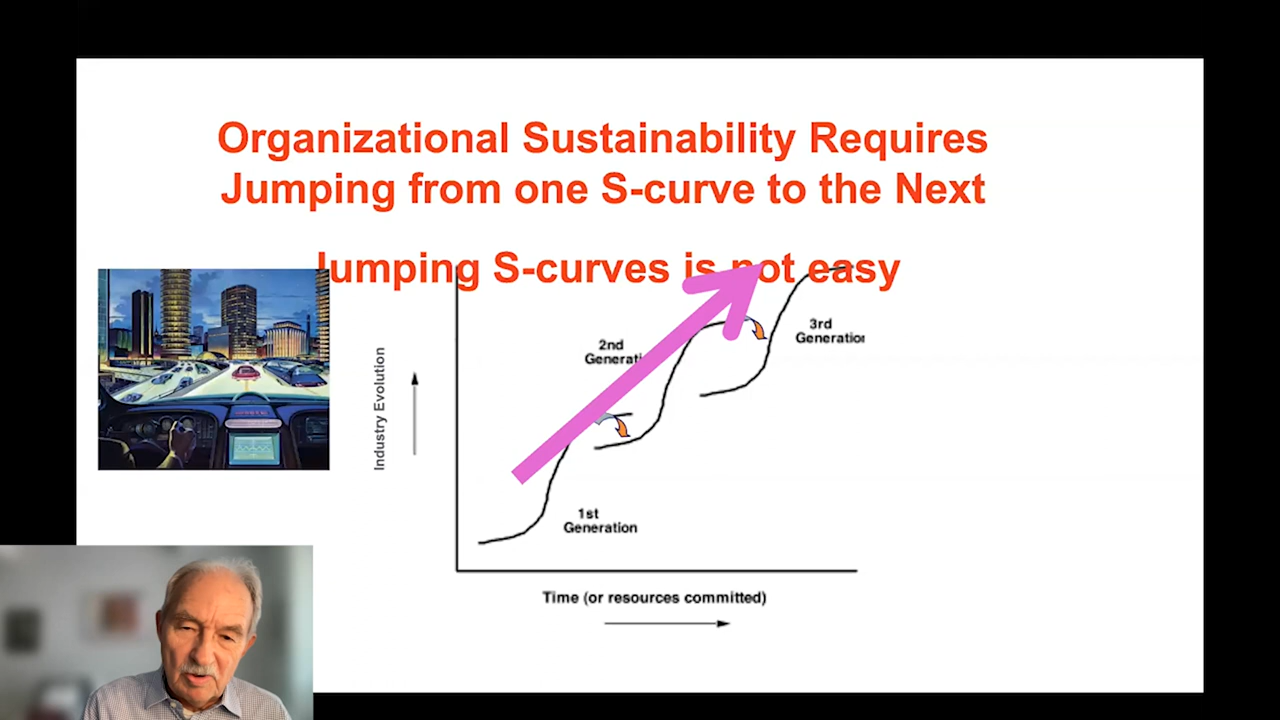 Organizational Sustainability Requires
Jumping from one S-curve to the Next
Jumping S-curves is not easy
3rd
Generation
2nd
Generati
Industry Evolution
1st
Generation
Time (or resources committed)